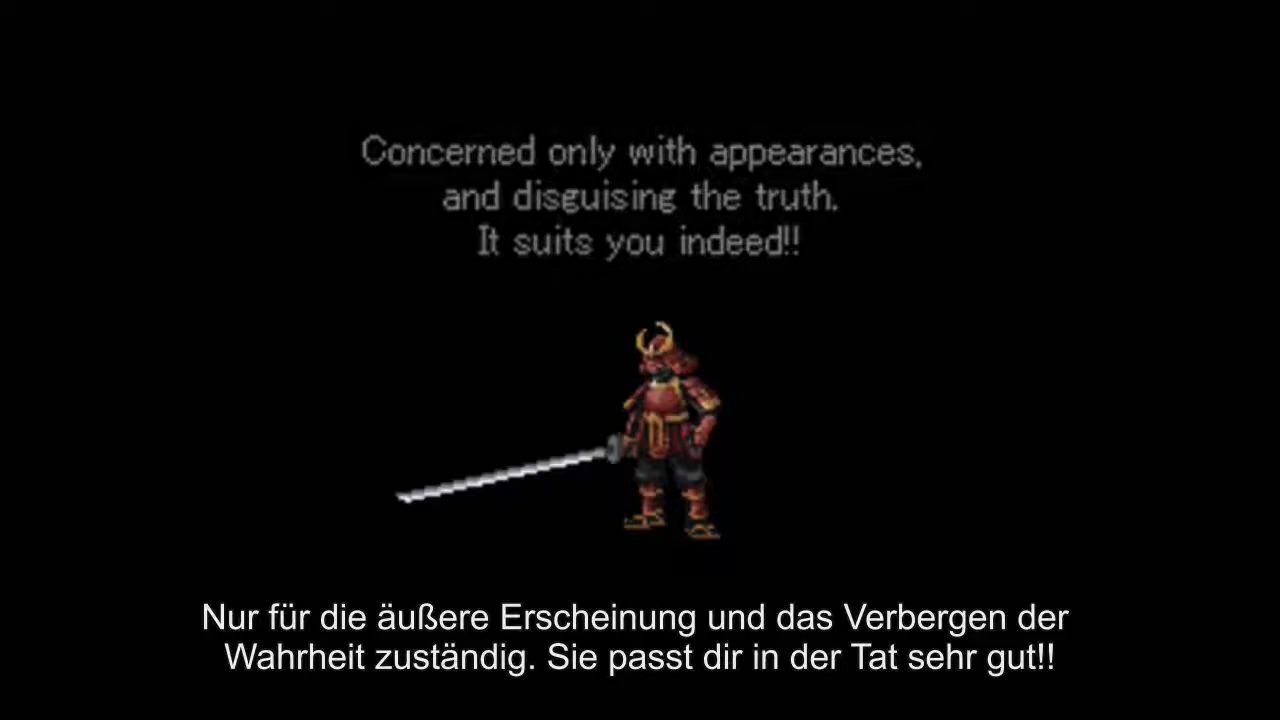 Concerned only with appearances,
and disguising the truth.
It suits you indeed!!
Nur für die äußere Erscheinung und das Verbergen der
Wahrheit zuständig. Sie passt dir in der Tat sehr gut!!